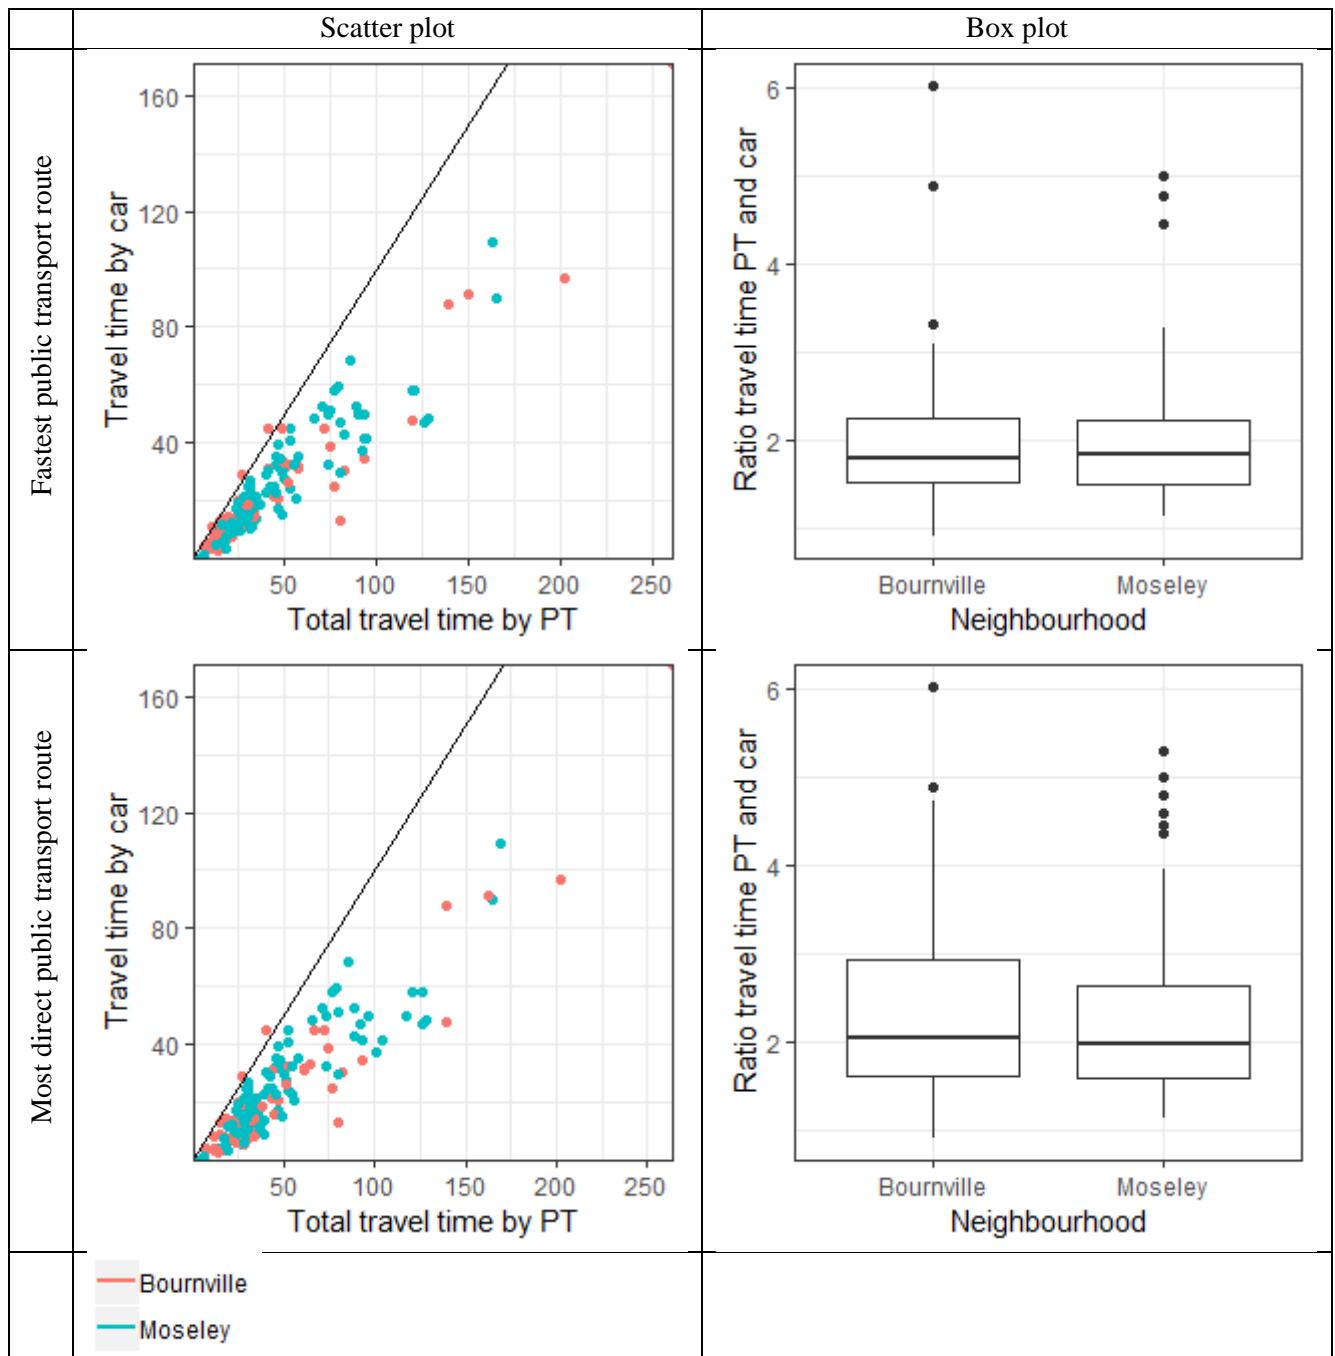 Scatter plot
Box plot
Fastest public transport route
Travel time by car
160
120
80
40
50 100 150 200 250
Total travel time by PT
Ratio travel time PT and car
6
4
2
Bournville Moseley
Neighbourhood
Most direct public transport route
Travel time by car
160
120
80
40
50 100 150 200 250
Total travel time by PT
Ratio travel time PT and car
6
4
2
Bournville Moseley
Neighbourhood
Bournville
Moseley